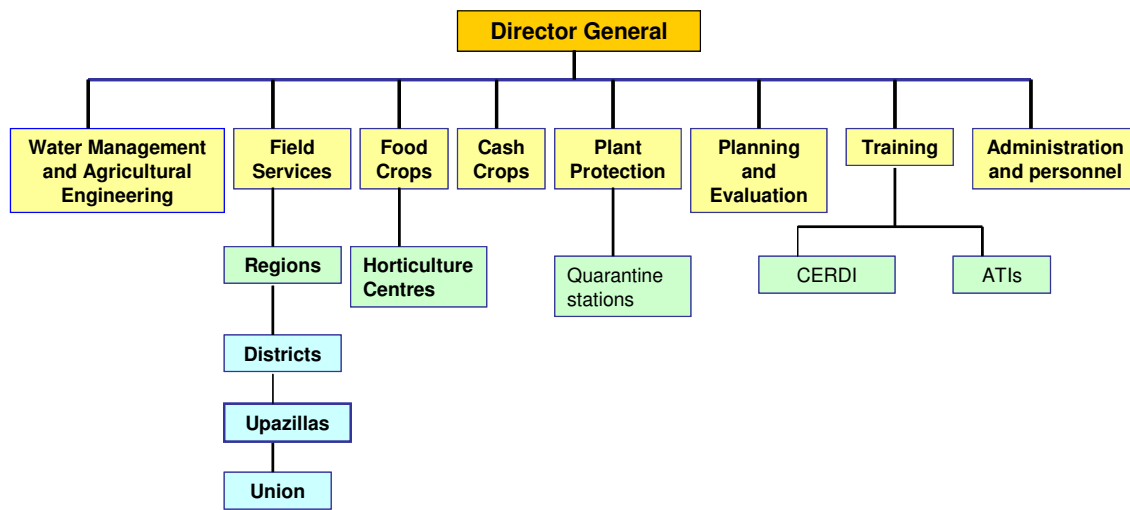 Director General
Water Management
and Agricultural
Engineering
Field
Services
Food
Crops
Cash
Crops
Plant
Protection
Planning
and
Evaluation
Training
Administration
and personnel
Regions
Horticulture
Centres
Quarantine
stations
CERDI
ATIs
Districts
Upazillas
Union